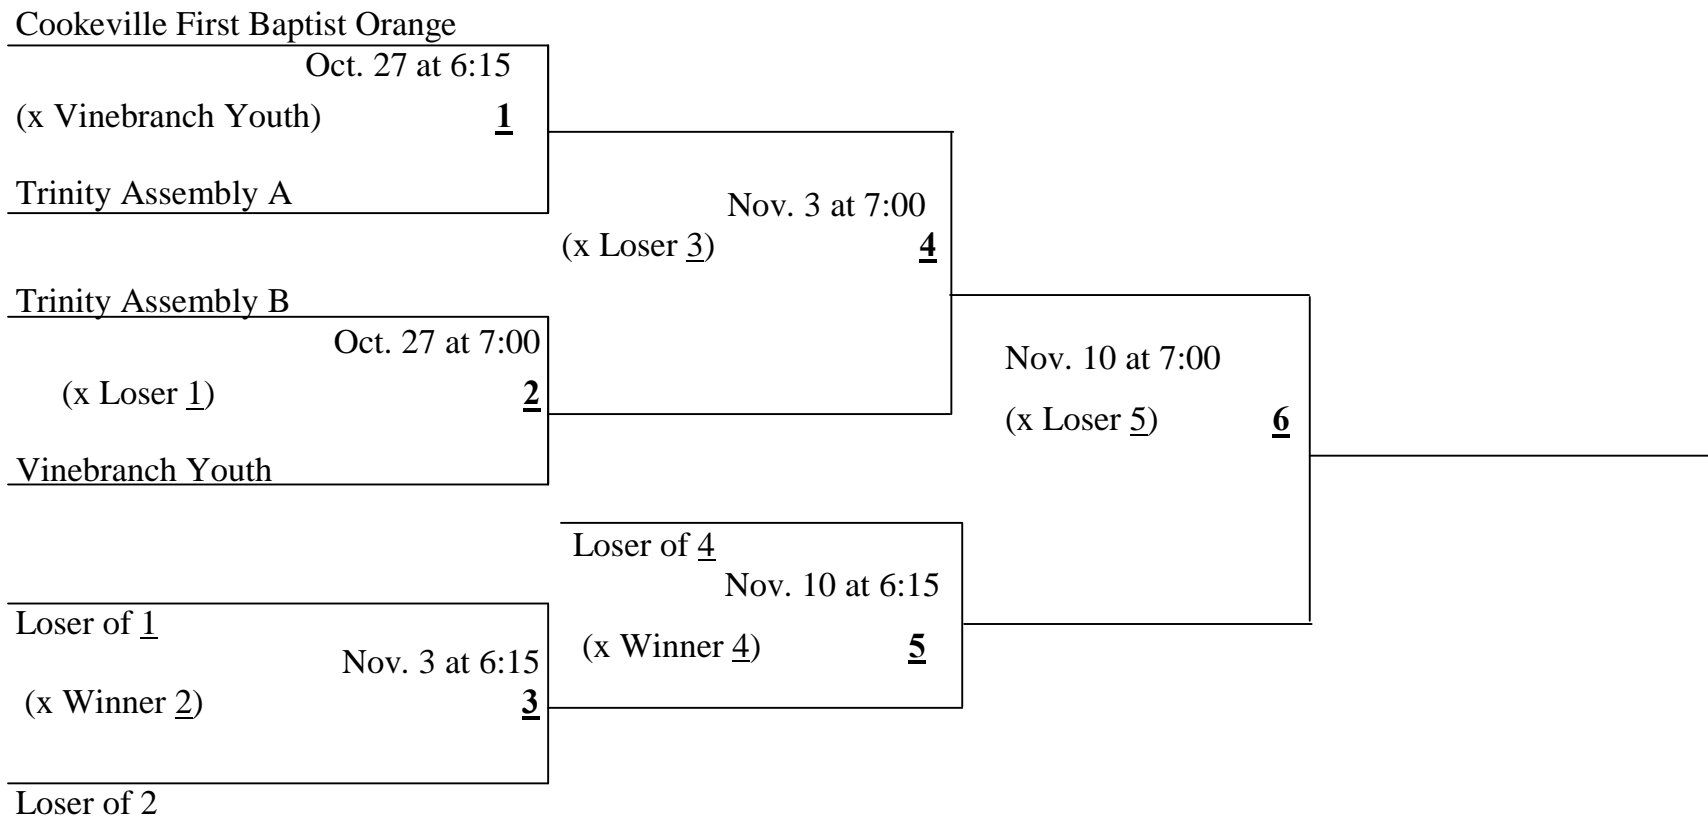 Cookeville First Baptist Orange
Oct. 27 at 6:15
(x Vinebranch Youth) 1
Trinity Assembly A
Nov. 3 at 7:00
(x Loser 3) 4
Trinity Assembly B
Oct. 27 at 7:00
(x Loser 1) 2
Vinebranch Youth
Nov. 10 at 7:00
(x Loser 5) 6
Loser of 4
Nov. 10 at 6:15
(x Winner 4) 5
Loser of 1
Nov. 3 at 6:15
(x Winner 2) 3
Loser of 2